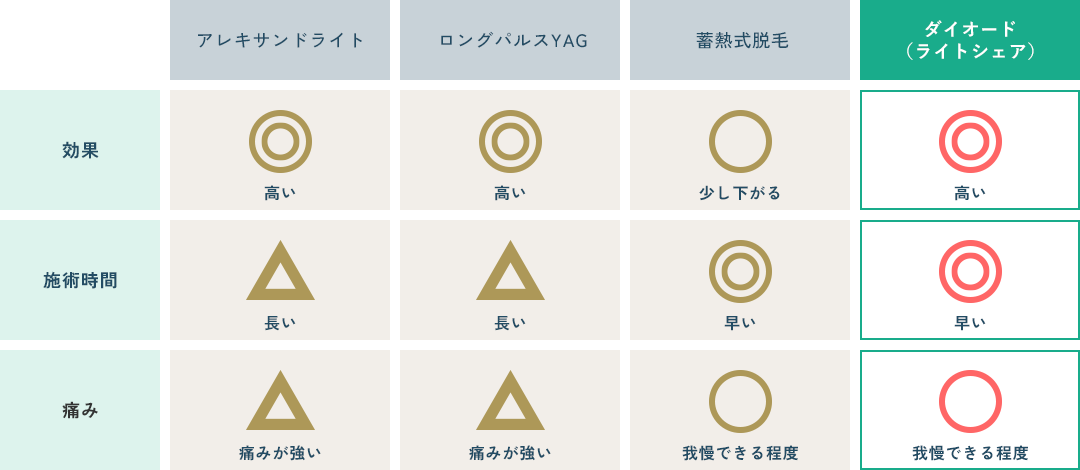 アレキサンドライト
ロングパルスYAG
蓄熱式脱毛
ダイオード
（ライトシェア）
効果
高い
高い
少し下がる
高い
施術時間
長い
長い
早い
早い
痛み
痛みが強い
痛みが強い
我慢できる程度
我慢できる程度